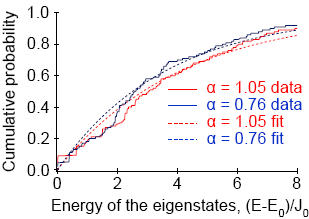 1.0
0.8
0.6
0.4
0.2
0.0
Cumulative probability
α = 1.05 data
α = 0.76 data
α = 1.05 fit
α = 0.76 fit
0 2 4 6 8
Energy of the eigenstates, (E-E₀)/J₀